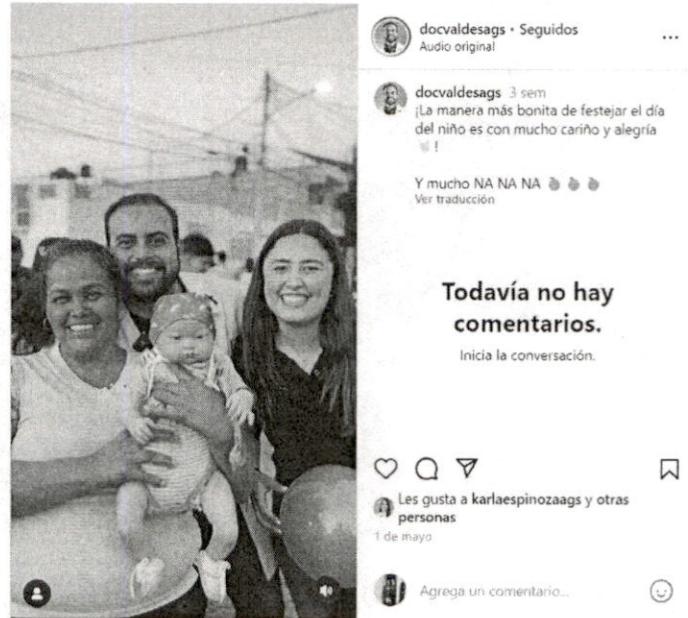 docvaldesags • Seguidos
Audio original
docvaldesags 3 sem
¡La manera más bonita de festejar el día
del niño es con mucho cariño y alegría
!
Y mucho NA NA NA
Ver traducción
Todavía no hay
comentarios.
Inicia la conversación.
Les gusta a karlaespinozaags y otras
personas
1 de mayo
Agrega un comentario...